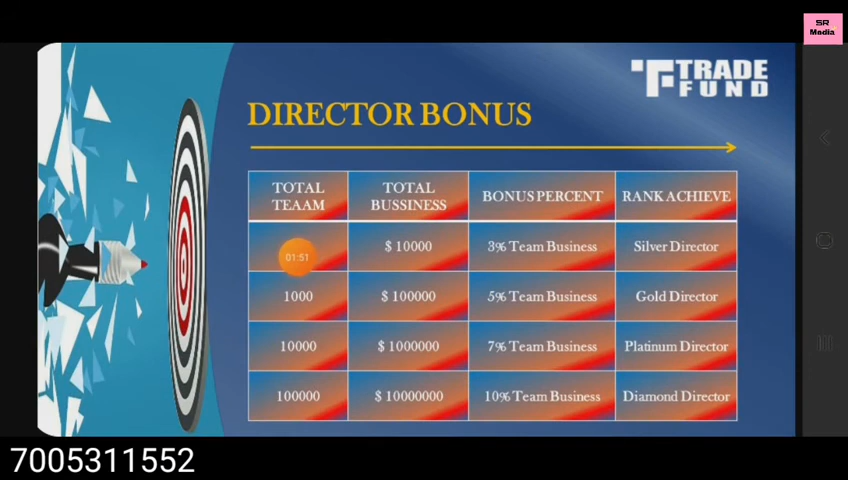 SR
Media
TRADE
FUND
DIRECTOR BONUS
TOTAL TEAAM TOTAL BUSSINESS BONUS PERCENT RANK ACHIEVE
01:51 $ 10000 3% Team Business Silver Director
1000 $ 100000 5% Team Business Gold Director
10000 $ 1000000 7% Team Business Platinum Director
100000 $ 10000000 10% Team Business Diamond Director
7005311552